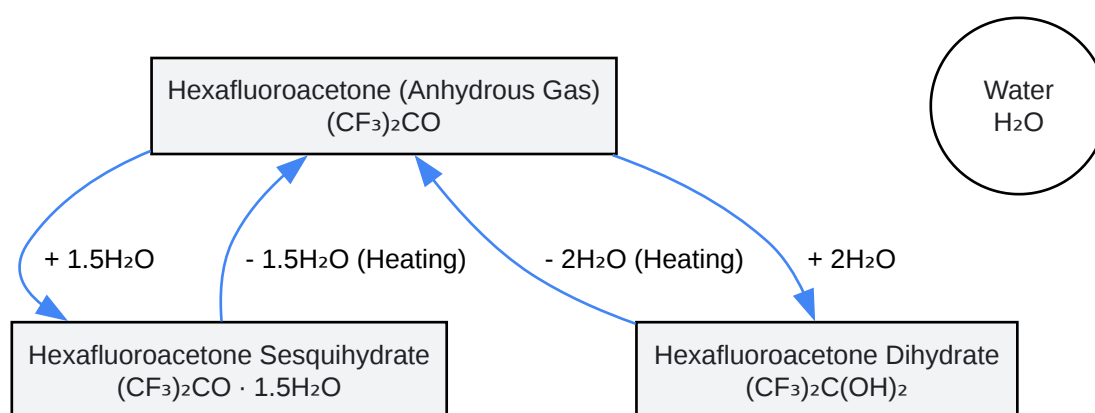 Hexafluoroacetone (Anhydrous Gas)
(CF₃)₂CO
Water
H₂O
+ 1.5H₂O
- 1.5H₂O (Heating)
- 2H₂O (Heating)
+ 2H₂O
Hexafluoroacetone Sesquihydrate
(CF₃)₂CO · 1.5H₂O
Hexafluoroacetone Dihydrate
(CF₃)₂C(OH)₂